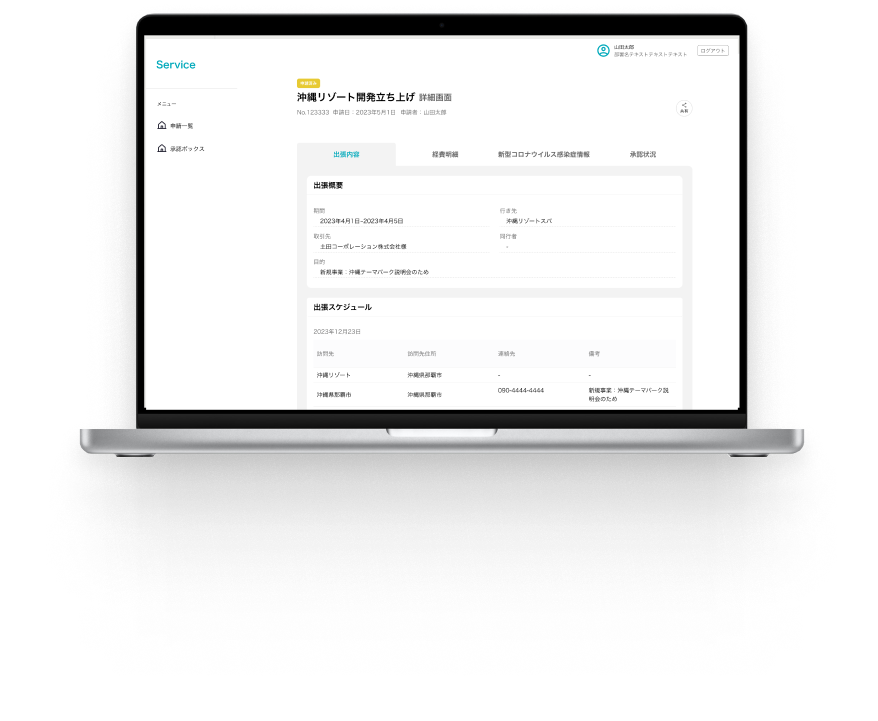 山田太郎
部署名テキストテキストテキスト
ログアウト
Service
メニュー
申請一覧
承認ボックス
申請済み
沖縄リゾート開発立ち上げ 詳細画面
No.123333 申請日：2023年5月1日 申請者：山田太郎
共有
出張内容
経費明細
新型コロナウイルス感染症情報
承認状況
出張概要
期間
2023年4月1日~2023年4月5日
行き先
沖縄リゾートスパ
取引先
土田コーポレーション株式会社様
同行者
-
目的
新規事業：沖縄テーマパーク説明会のため
出張スケジュール
2023年12月23日
訪問先 訪問先住所 連絡先 備考
沖縄リゾート 沖縄県那覇市 - -
沖縄県那覇市 沖縄県那覇市 090-4444-4444 新規事業：沖縄テーマパーク説
明会のため